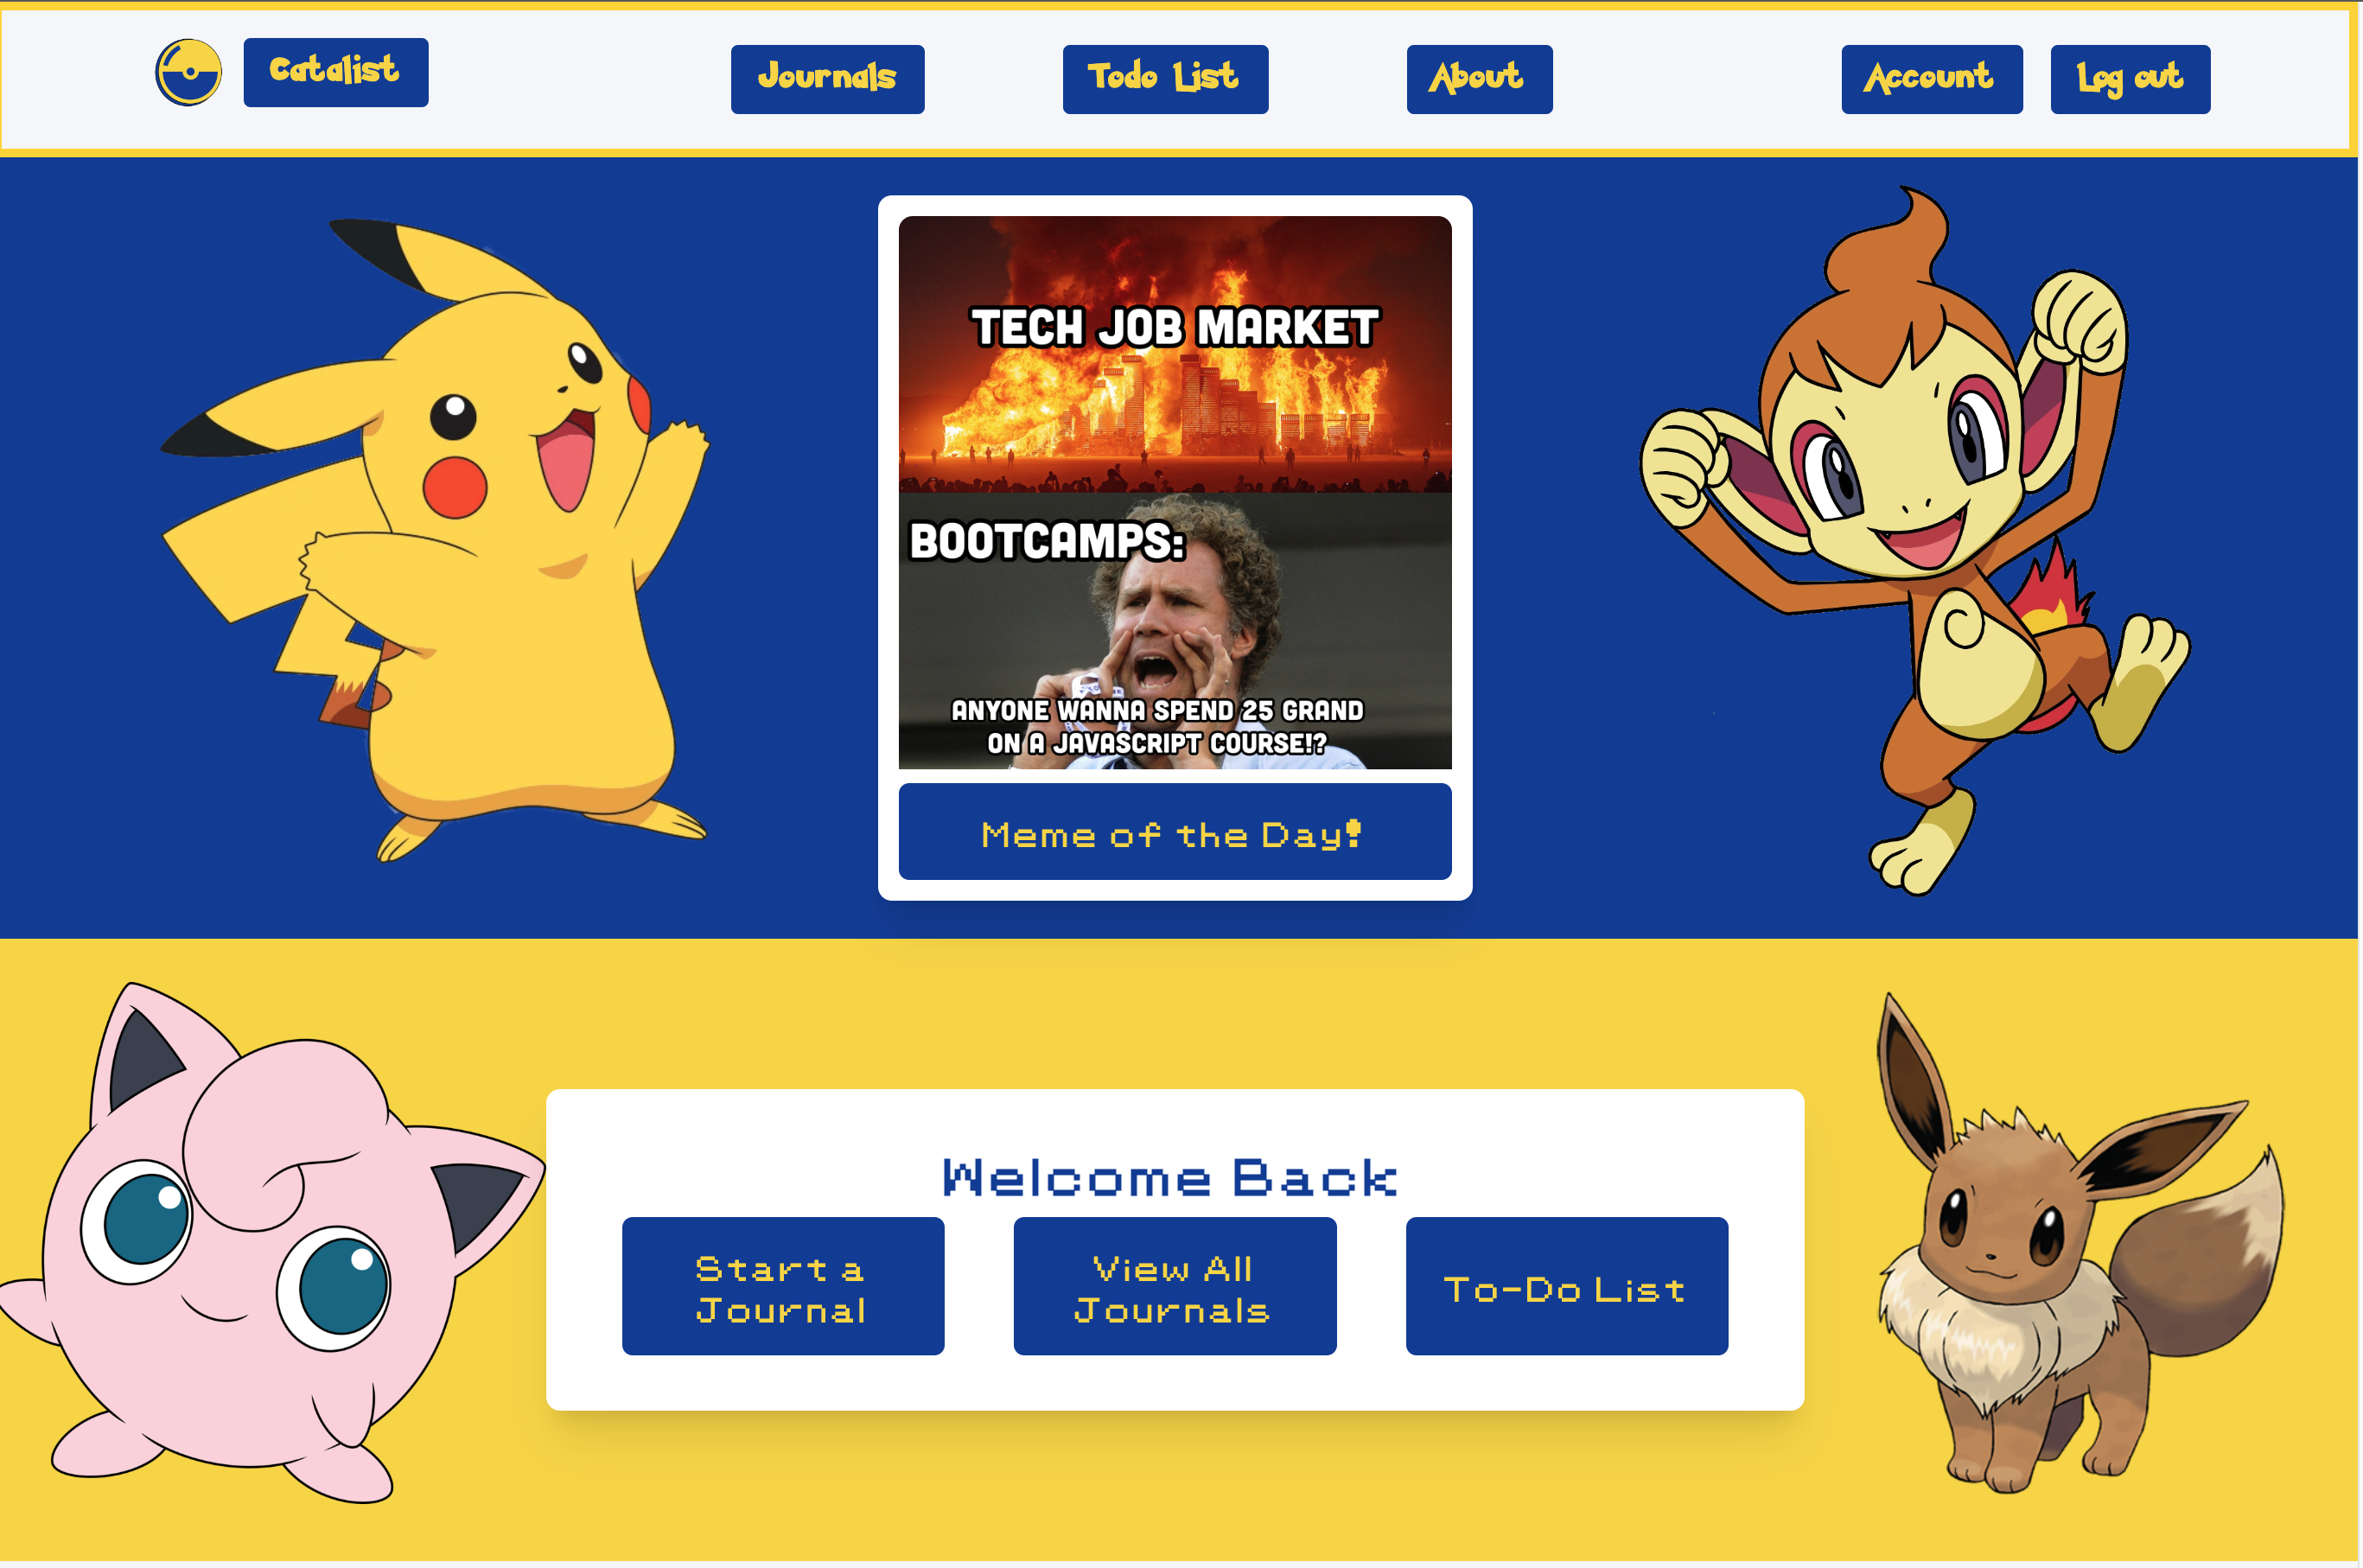 Catalist
Journals
Todo List
About
Account
Log out
TECH JOB MARKET
BOOTCAMPS:
ANYONE WANNA SPEND 25 GRAND
ON A JAVASCRIPT COURSE!?
Meme of the Day!
Welcome Back
Start a
Journal
View All
Journals
To-Do List